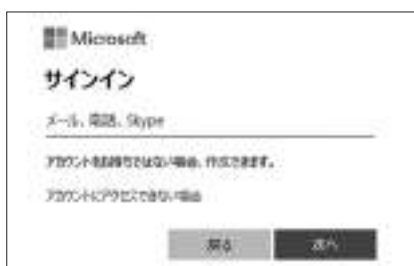 Microsoft
サインイン
メール、電話、Skype
アカウントをお持ちではない場合、作成できます。
アカウントにアクセスできない場合
戻る
次へ